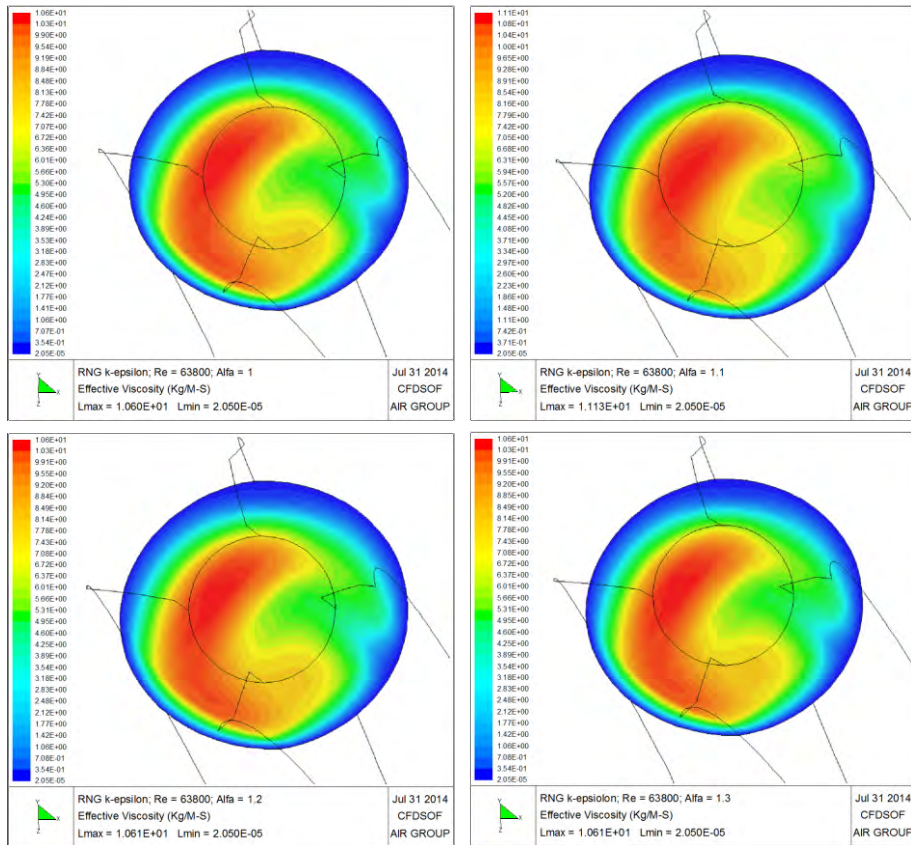 1.06E+01
1.03E+01
9.90E+00
9.54E+00
9.19E+00
8.84E+00
8.48E+00
8.13E+00
7.78E+00
7.42E+00
7.07E+00
6.72E+00
6.36E+00
6.01E+00
5.66E+00
5.30E+00
4.95E+00
4.60E+00
4.24E+00
3.89E+00
3.53E+00
3.18E+00
2.83E+00
2.47E+00
2.12E+00
1.77E+00
1.41E+00
1.06E+00
7.07E-01
3.54E-01
2.05E-05
Y
X
Z
RNG k-epsilon; Re = 63800; Alfa = 1
Jul 31 2014
Effective Viscosity (Kg/M-S)
CFDSOF
Lmax = 1.060E+01 Lmin = 2.050E-05
AIR GROUP
1.11E+01
1.08E+01
1.04E+01
1.00E+01
9.65E+00
9.28E+00
8.91E+00
8.53E+00
8.16E+00
7.79E+00
7.42E+00
7.05E+00
6.68E+00
6.31E+00
5.94E+00
5.57E+00
5.19E+00
4.82E+00
4.45E+00
4.08E+00
3.71E+00
3.34E+00
2.97E+00
2.60E+00
2.23E+00
1.86E+00
1.48E+00
1.11E+00
7.42E-01
3.71E-01
2.05E-05
Y
X
Z
RNG k-epsilon; Re = 63800; Alfa = 1.1
Jul 31 2014
Effective Viscosity (Kg/M-S)
CFDSOF
Lmax = 1.113E+01 Lmin = 2.050E-05
AIR GROUP
1.06E+01
1.03E+01
9.91E+00
9.55E+00
9.20E+00
8.84E+00
8.49E+00
8.14E+00
7.78E+00
7.43E+00
7.08E+00
6.72E+00
6.37E+00
6.01E+00
5.66E+00
5.31E+00
4.95E+00
4.60E+00
4.25E+00
3.89E+00
3.54E+00
3.18E+00
2.83E+00
2.48E+00
2.12E+00
1.77E+00
1.42E+00
1.06E+00
7.08E-01
3.54E-01
2.05E-05
Y
X
Z
RNG k-epsilon; Re = 63800; Alfa = 1.2
Jul 31 2014
Effective Viscosity (Kg/M-S)
CFDSOF
Lmax = 1.061E+01 Lmin = 2.050E-05
AIR GROUP
1.06E+01
1.03E+01
9.91E+00
9.55E+00
9.20E+00
8.85E+00
8.49E+00
8.14E+00
7.78E+00
7.43E+00
7.08E+00
6.72E+00
6.37E+00
6.01E+00
5.66E+00
5.31E+00
4.95E+00
4.60E+00
4.25E+00
3.89E+00
3.54E+00
3.18E+00
2.83E+00
2.48E+00
2.12E+00
1.77E+00
1.42E+00
1.06E+00
7.08E-01
3.54E-01
2.05E-05
Y
X
Z
RNG k-epsiolon; Re = 63800; Alfa = 1.3
Jul 31 2014
Effective Viscosity (Kg/M-S)
CFDSOF
Lmax = 1.061E+01 Lmin = 2.050E-05
AIR GROUP